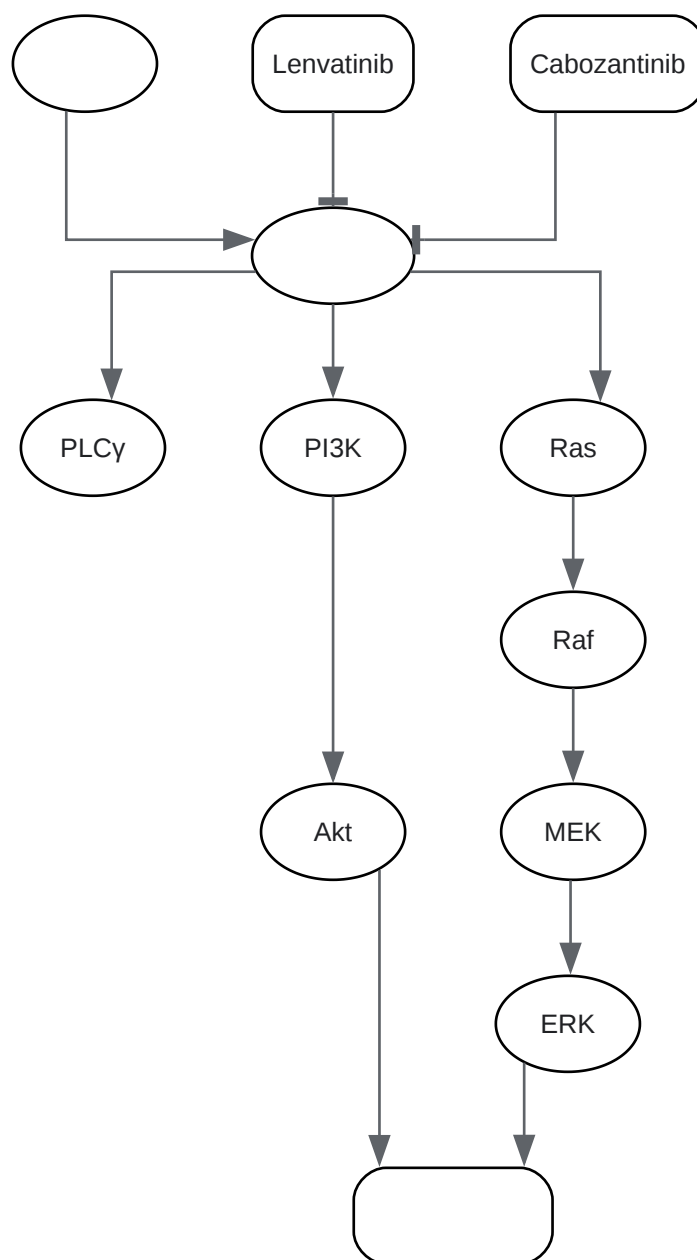 Lenvatinib
Cabozantinib
PLCγ
PI3K
Ras
Raf
Akt
MEK
ERK